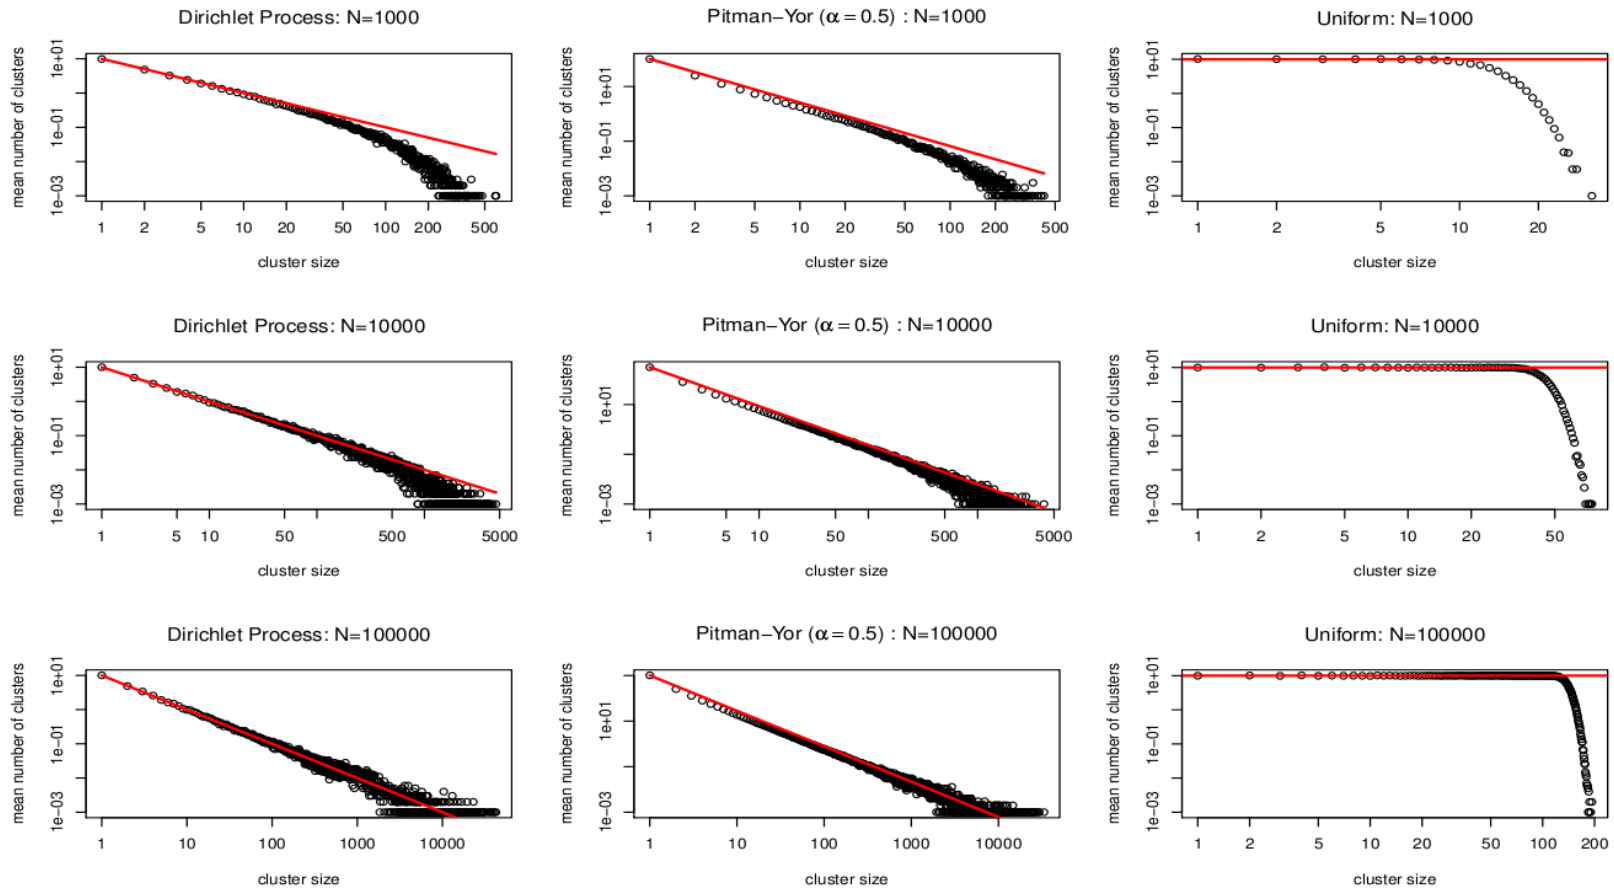 Dirichlet Process: N=1000
mean number of clusters
1e-03 1e-01 1e+01
1 2 5 10 20 50 100 200 500
cluster size
Pitman−Yor (α = 0.5) : N=1000
mean number of clusters
1e-03 1e-01 1e+01
1 2 5 10 20 50 100 200 500
cluster size
Uniform: N=1000
mean number of clusters
1e-03 1e-01 1e+01
1 2 5 10 20
cluster size
Dirichlet Process: N=10000
mean number of clusters
1e-03 1e-01 1e+01
1 5 10 50 500 5000
cluster size
Pitman−Yor (α = 0.5) : N=10000
mean number of clusters
1e-03 1e+01
1 5 10 50 500 5000
cluster size
Uniform: N=10000
mean number of clusters
1e-03 1e-01 1e+01
1 2 5 10 20 50
cluster size
Dirichlet Process: N=100000
mean number of clusters
1e-03 1e-01 1e+01
1 10 100 1000 10000
cluster size
Pitman−Yor (α = 0.5) : N=100000
mean number of clusters
1e-03 1e+01
1 10 100 1000 10000
cluster size
Uniform: N=100000
mean number of clusters
1e-03 1e-01 1e+01
1 2 5 10 20 50 100 200
cluster size